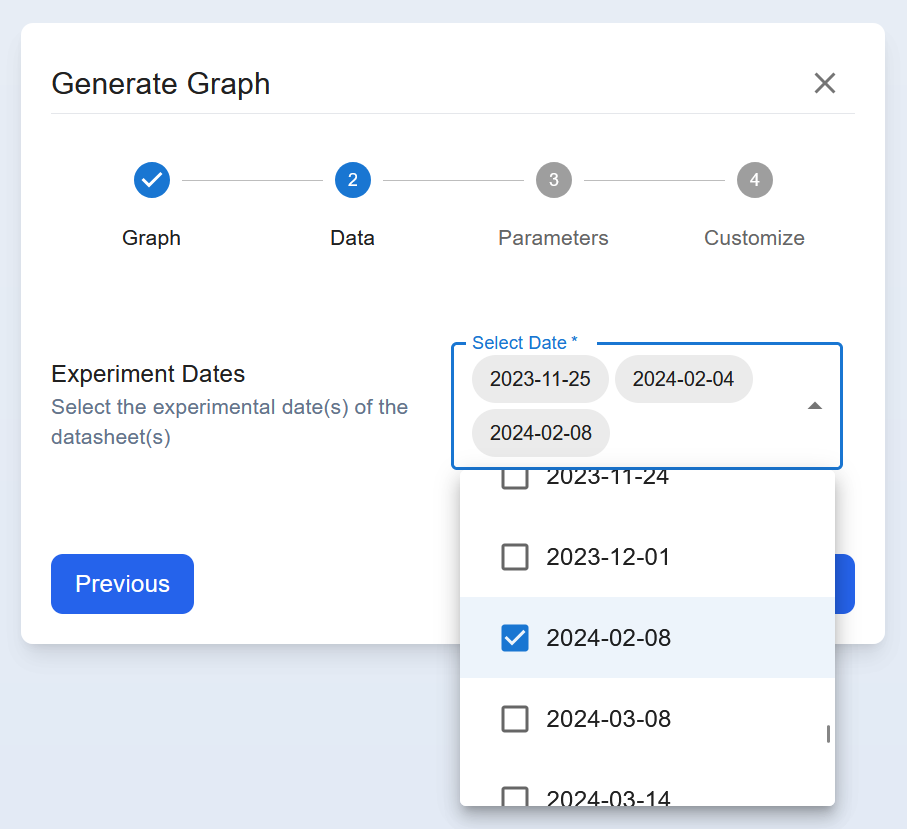 Generate Graph
2
3
4
Graph
Data
Parameters
Customize
Select Date *
Experiment Dates
Select the experimental date(s) of the
datasheet(s)
2023-11-25
2024-02-04
2024-02-08
2023-11-24
2023-12-01
2024-02-08
2024-03-08
2024-03-14
Previous